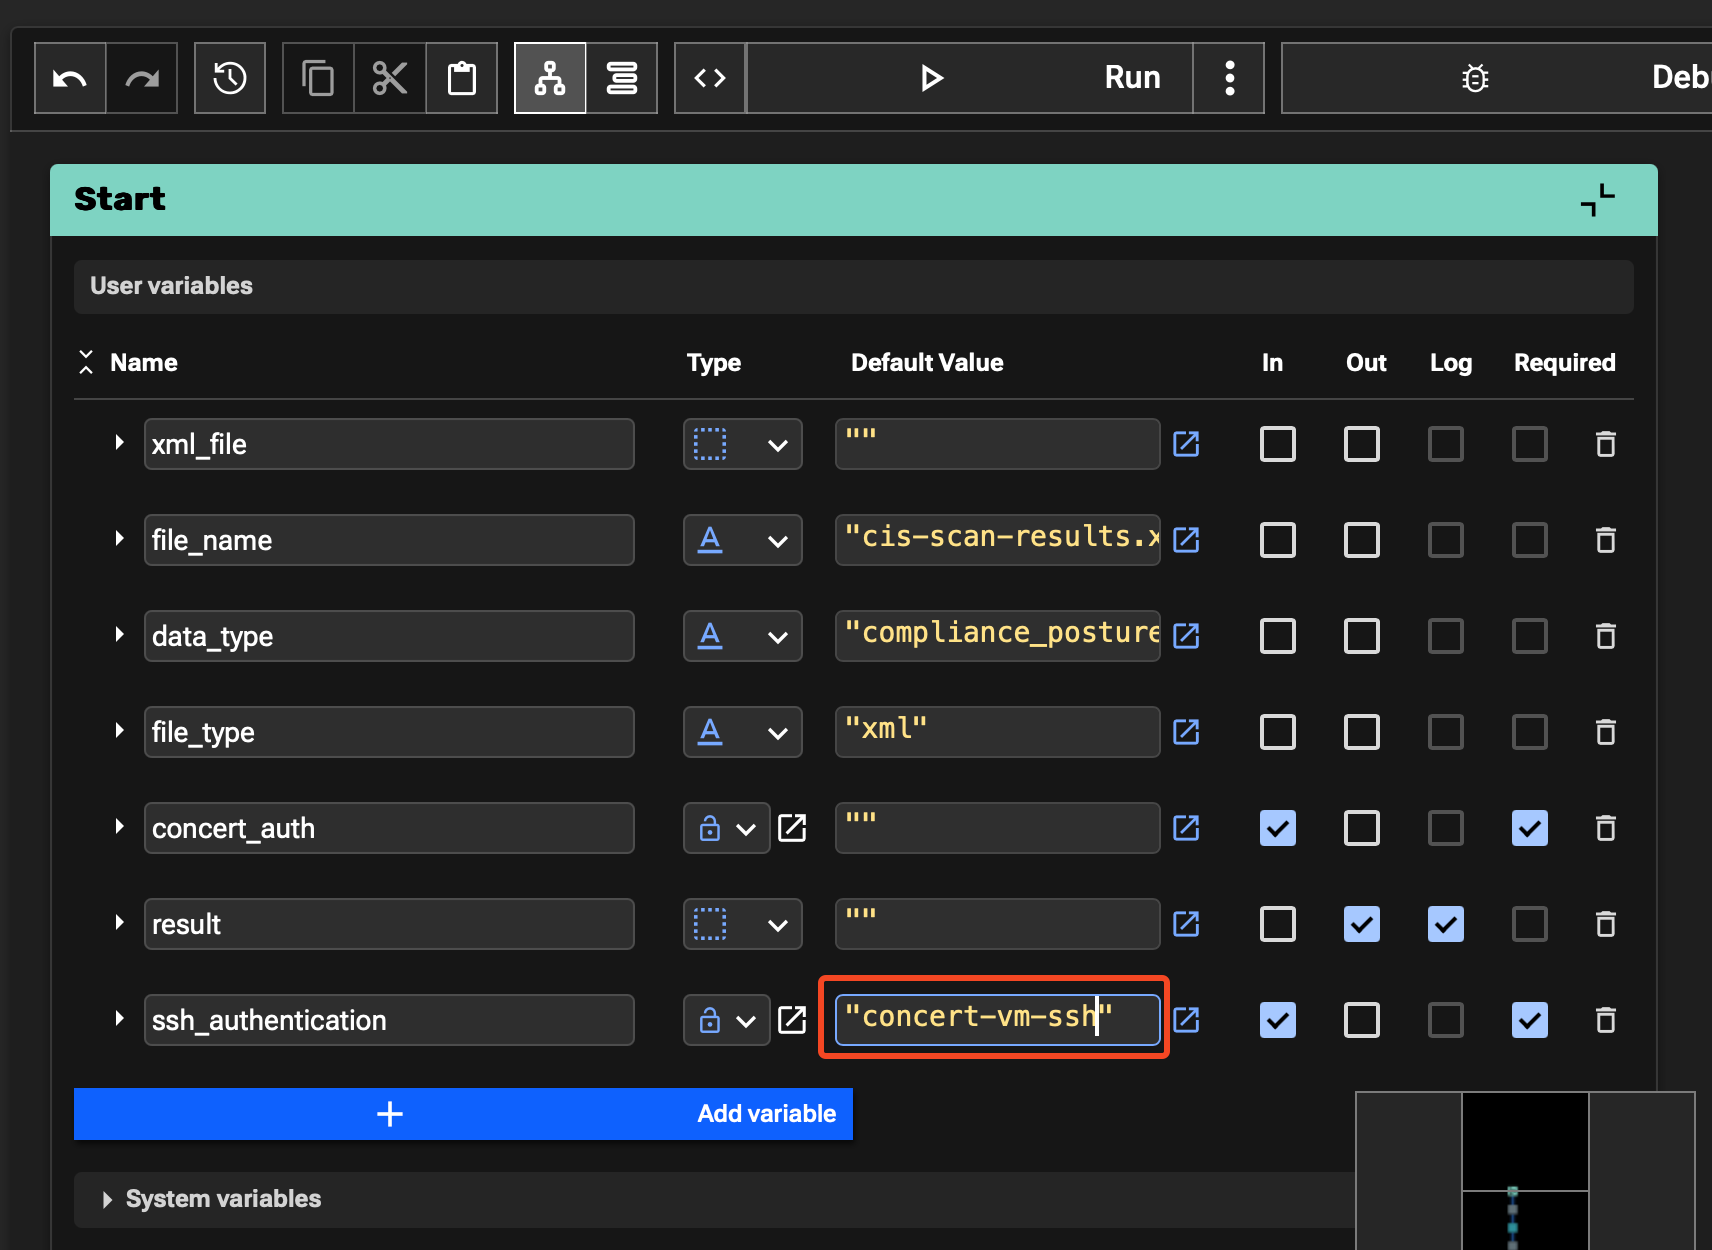 Run
Debu
Start
User variables
Name Type Default Value In Out Log Required
xml_file ""
file_name A "cis-scan-results.x
data_type A "compliance_posture
file_type A "xml"
concert_auth ""
result ""
ssh_authentication "concert-vm-ssh"
+ Add variable
System variables